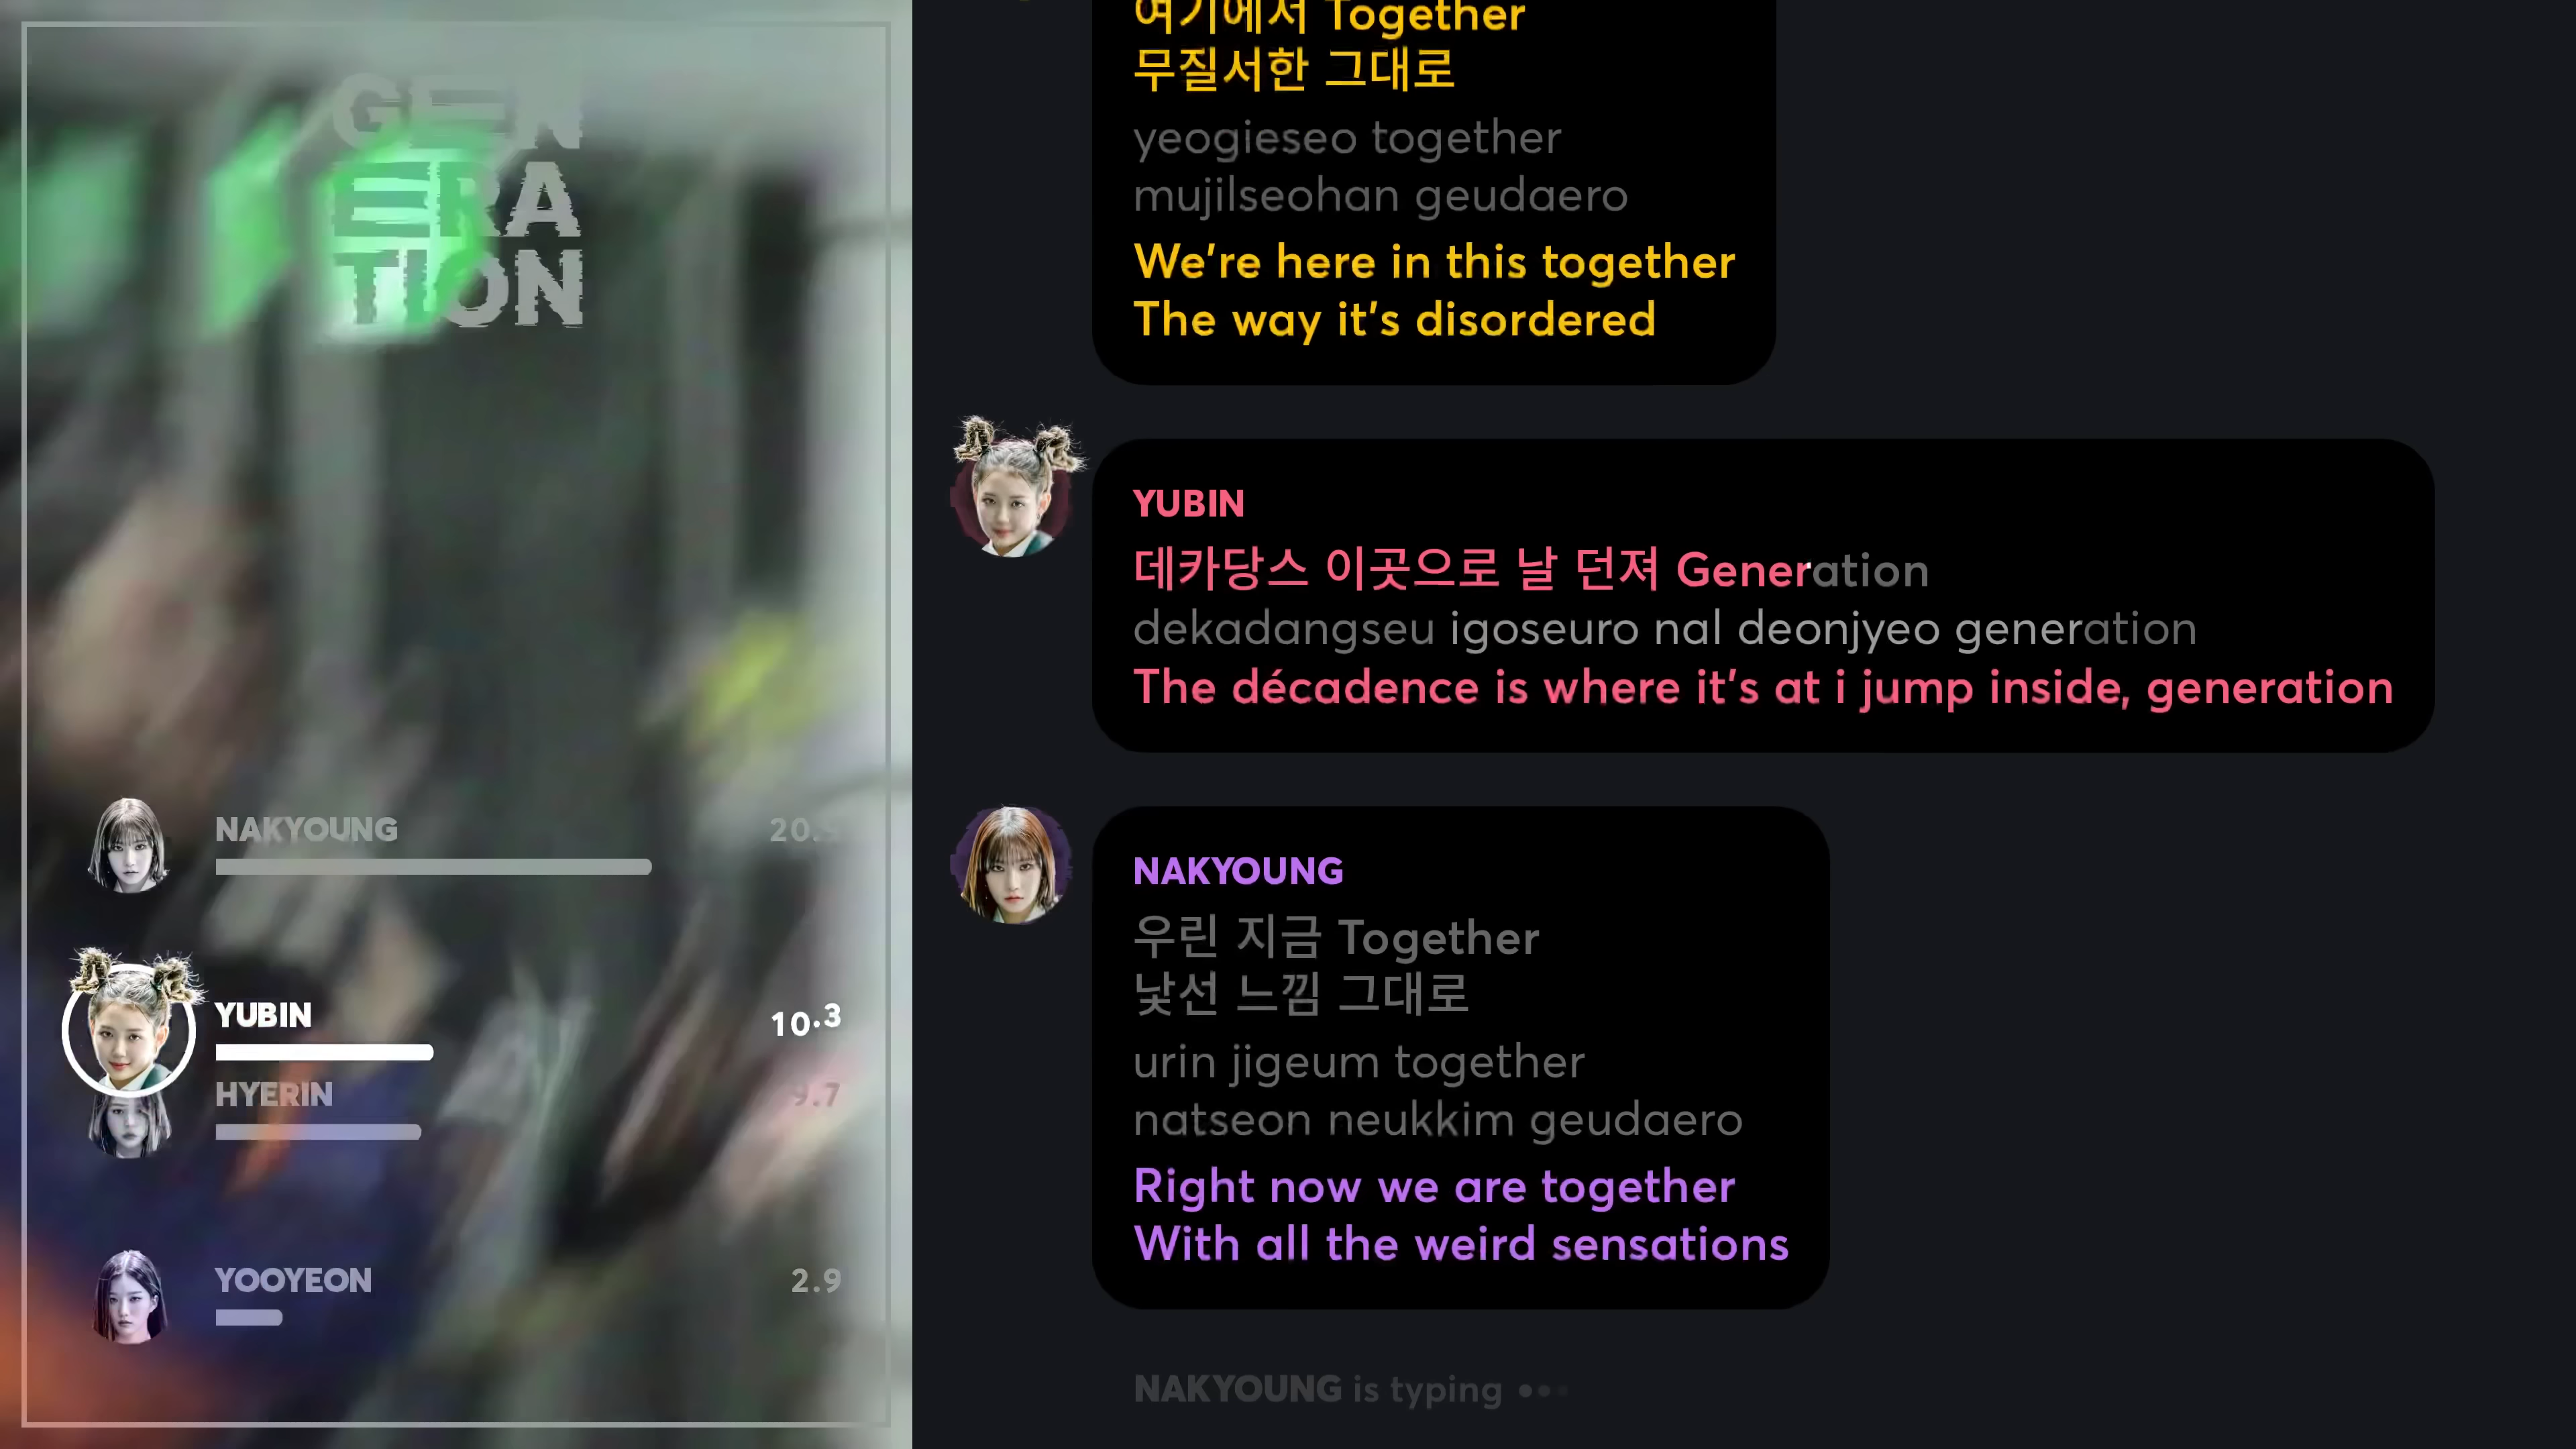 GEN
ERA
TION
NAKYOUNG
YUBIN 10.3
HYERIN 9.7
YOOYEON 2.9
여기에서 Together
무질서한 그대로
yeogieseo together
mujilseohan geudaero
We're here in this together
The way it's disordered
YUBIN
데카당스 이곳으로 날 던져 Generation
dekadangseu igoseuro nal deonjyeo generation
The décadence is where it's at i jump inside, generation
NAKYOUNG
우린 지금 Together
낯선 느낌 그대로
urin jigeum together
natseon neukkim geudaero
Right now we are together
With all the weird sensations
NAKYOUNG is typing